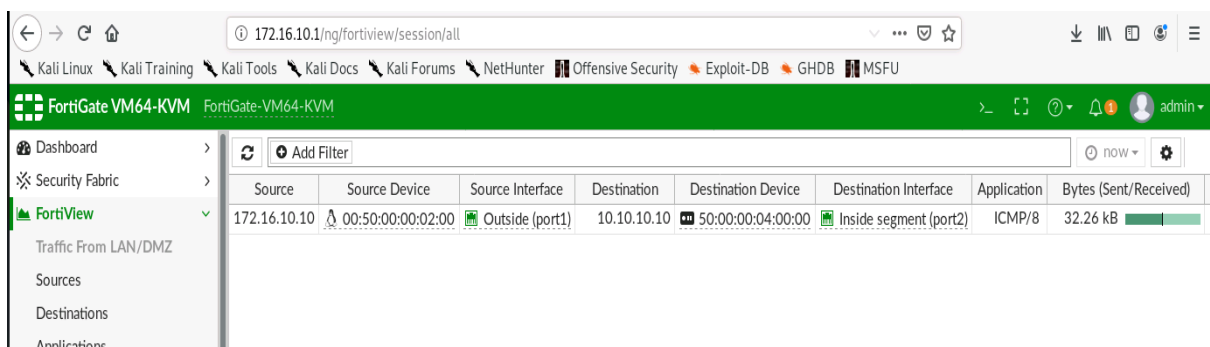 172.16.10.1/ng/fortiview/session/all
Kali Linux Kali Training Kali Tools Kali Docs Kali Forums NetHunter Offensive Security Exploit-DB GHDB MSFU
FortiGate VM64-KVM FortiGate-VM64-KVM >_ 1 admin
Dashboard
Add Filter now
Security Fabric
Source Source Device Source Interface Destination Destination Device Destination Interface Application Bytes (Sent/Received)
FortiView
172.16.10.10 00:50:00:00:02:00 Outside (port1) 10.10.10.10 50:00:00:04:00:00 Inside segment (port2) ICMP/8 32.26 kB
Traffic From LAN/DMZ
Sources
Destinations
Applications